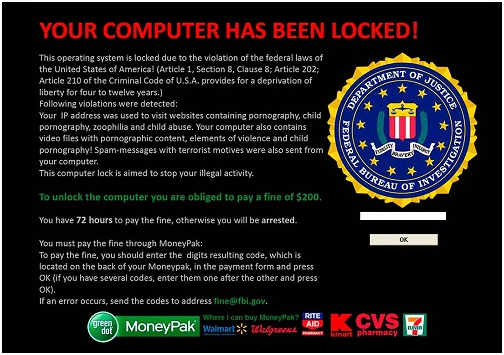 YOUR COMPUTER HAS BEEN LOCKED!
This operating system is locked due to the violation of the federal laws of
the United States of America! (Article 1, Section 8, Clause 8; Article 202;
Article 210 of the Criminal Code of U.S.A. provides for a deprivation of
liberty for four to twelve years.)
Following violations were detected:
Your IP address was used to visit websites containing pornography, child
pornography, zoophilia and child abuse. Your computer also contains
video files with pornographic content, elements of violence and child
pornography! Spam-messages with terrorist motives were also sent from
your computer.
This computer lock is aimed to stop your illegal activity.
To unlock the computer you are obliged to pay a fine of $200.
You have 72 hours to pay the fine, otherwise you will be arrested.
You must pay the fine through MoneyPak:
To pay the fine, you should enter the digits resulting code, which is
located on the back of your Moneypak, in the payment form and press
OK (if you have several codes, enter them one after the other and press
OK).
If an error occurs, send the codes to address fine@fbi.gov.
DEPARTMENT OF JUSTICE
FEDERAL BUREAU OF INVESTIGATION
FIDELITY BRAVERY INTEGRITY
OK
green dot MoneyPak
Where I can buy MoneyPak?
Walmart Walgreens
RITE AID PHARMACY
K kmart
CVS pharmacy
7 ELEVEN